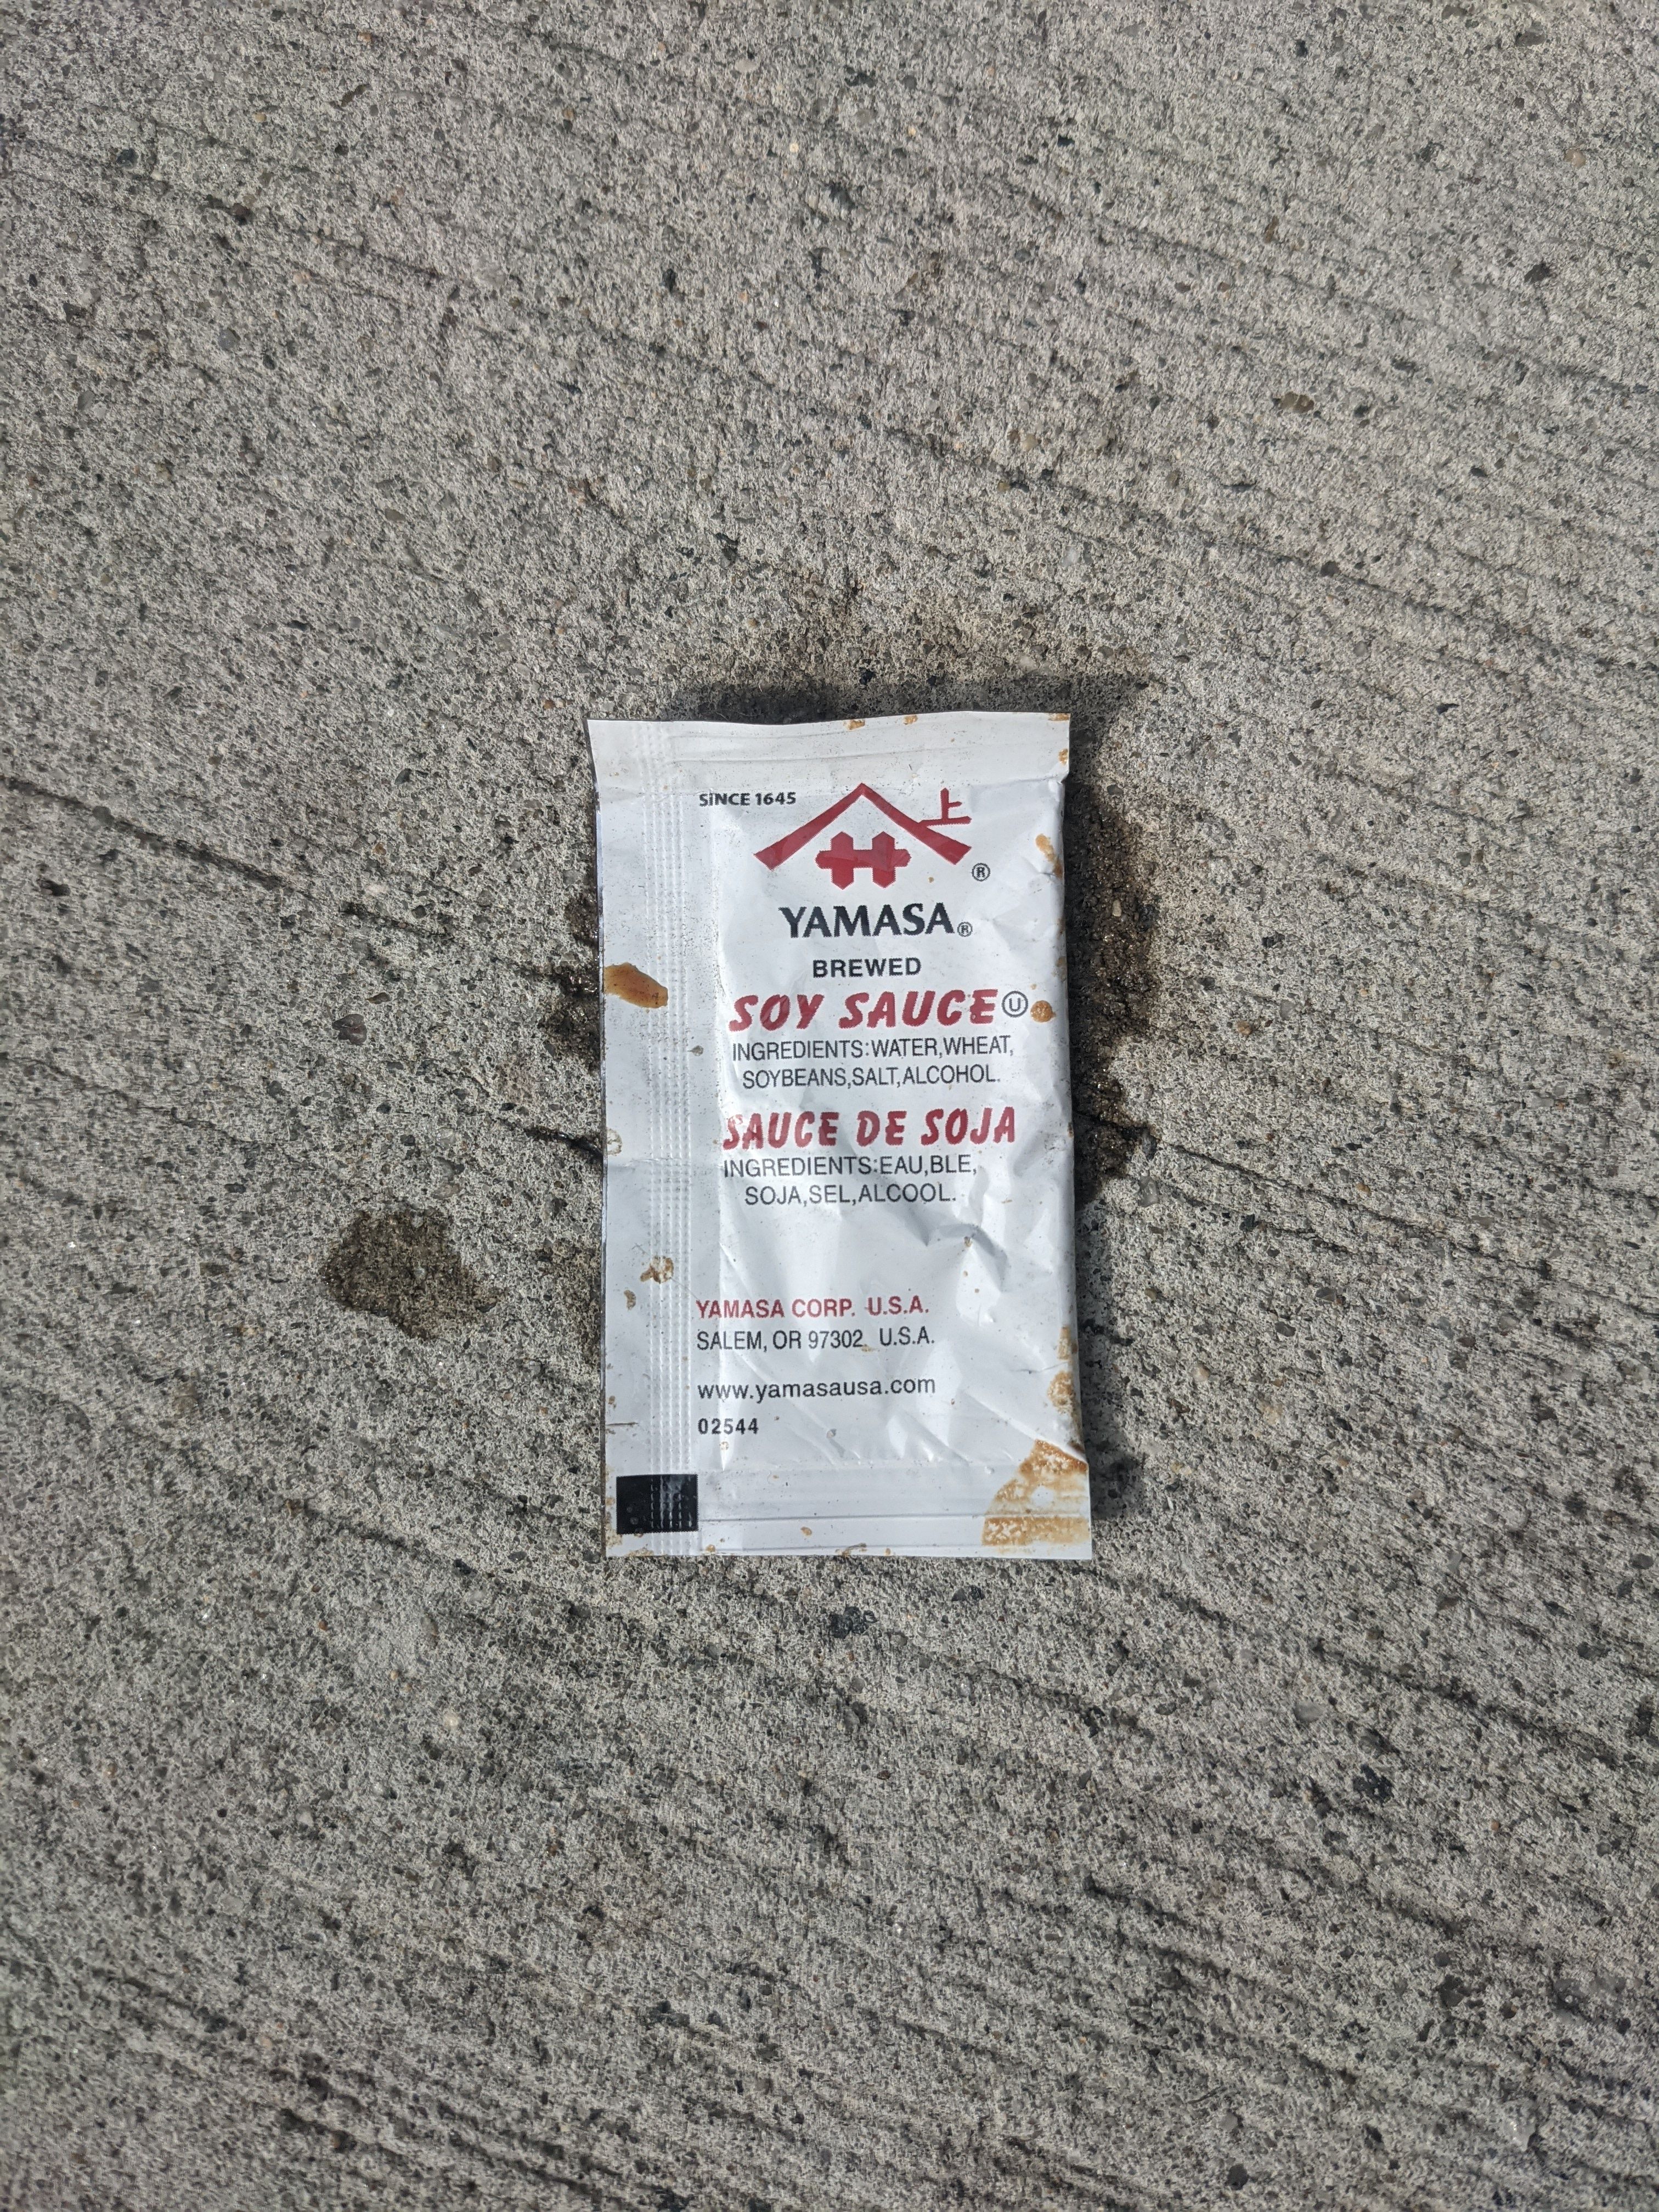 SINCE 1645
上
®
YAMASA®
BREWED
SOY SAUCE Ⓤ
INGREDIENTS:WATER,WHEAT,
SOYBEANS,SALT,ALCOHOL.
SAUCE DE SOJA
INGREDIENTS:EAU,BLE,
SOJA,SEL,ALCOOL.
YAMASA CORP. U.S.A.
SALEM, OR 97302 U.S.A.
www.yamasausa.com
02544